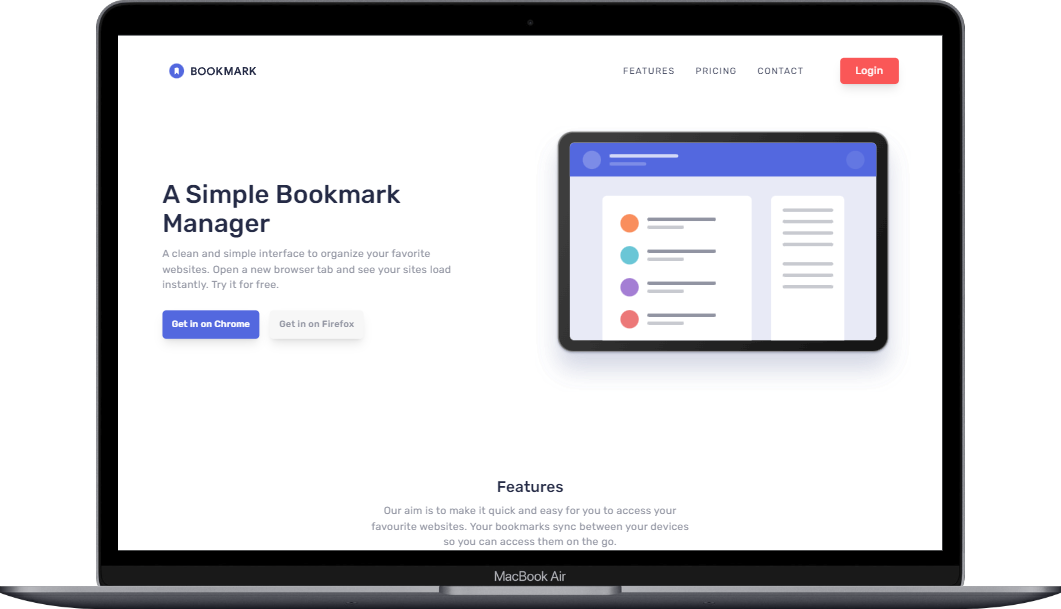 BOOKMARK
FEATURES PRICING CONTACT Login
A Simple Bookmark
Manager
A clean and simple interface to organize your favorite
websites. Open a new browser tab and see your sites load
instantly. Try it for free.
Get in on Chrome Get in on Firefox
Features
Our aim is to make it quick and easy for you to access your
favourite websites. Your bookmarks sync between your devices
so you can access them on the go.
MacBook Air